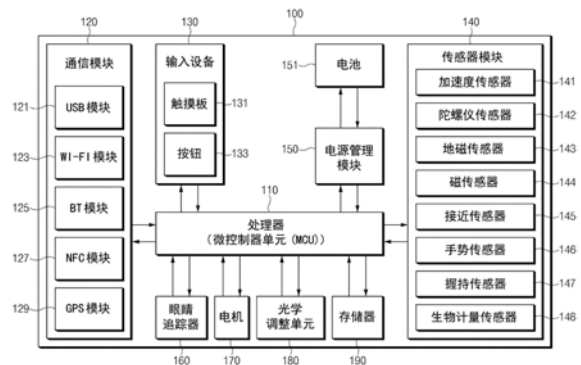 100
120
130
140
通信模块
121
USB模块
123
WI-FI模块
125
BT模块
127
NFC模块
129
GPS模块
输入设备
触摸板
131
按钮
133
151
电池
150
电源管理
模块
110
处理器
(微控制器单元(MCU))
传感器模块
加速度传感器
141
陀螺仪传感器
142
地磁传感器
143
磁传感器
144
接近传感器
145
手势传感器
146
握持传感器
147
生物计量传感器
148
眼睛
追踪器
160
电机
170
光学
调整单元
180
存储器
190